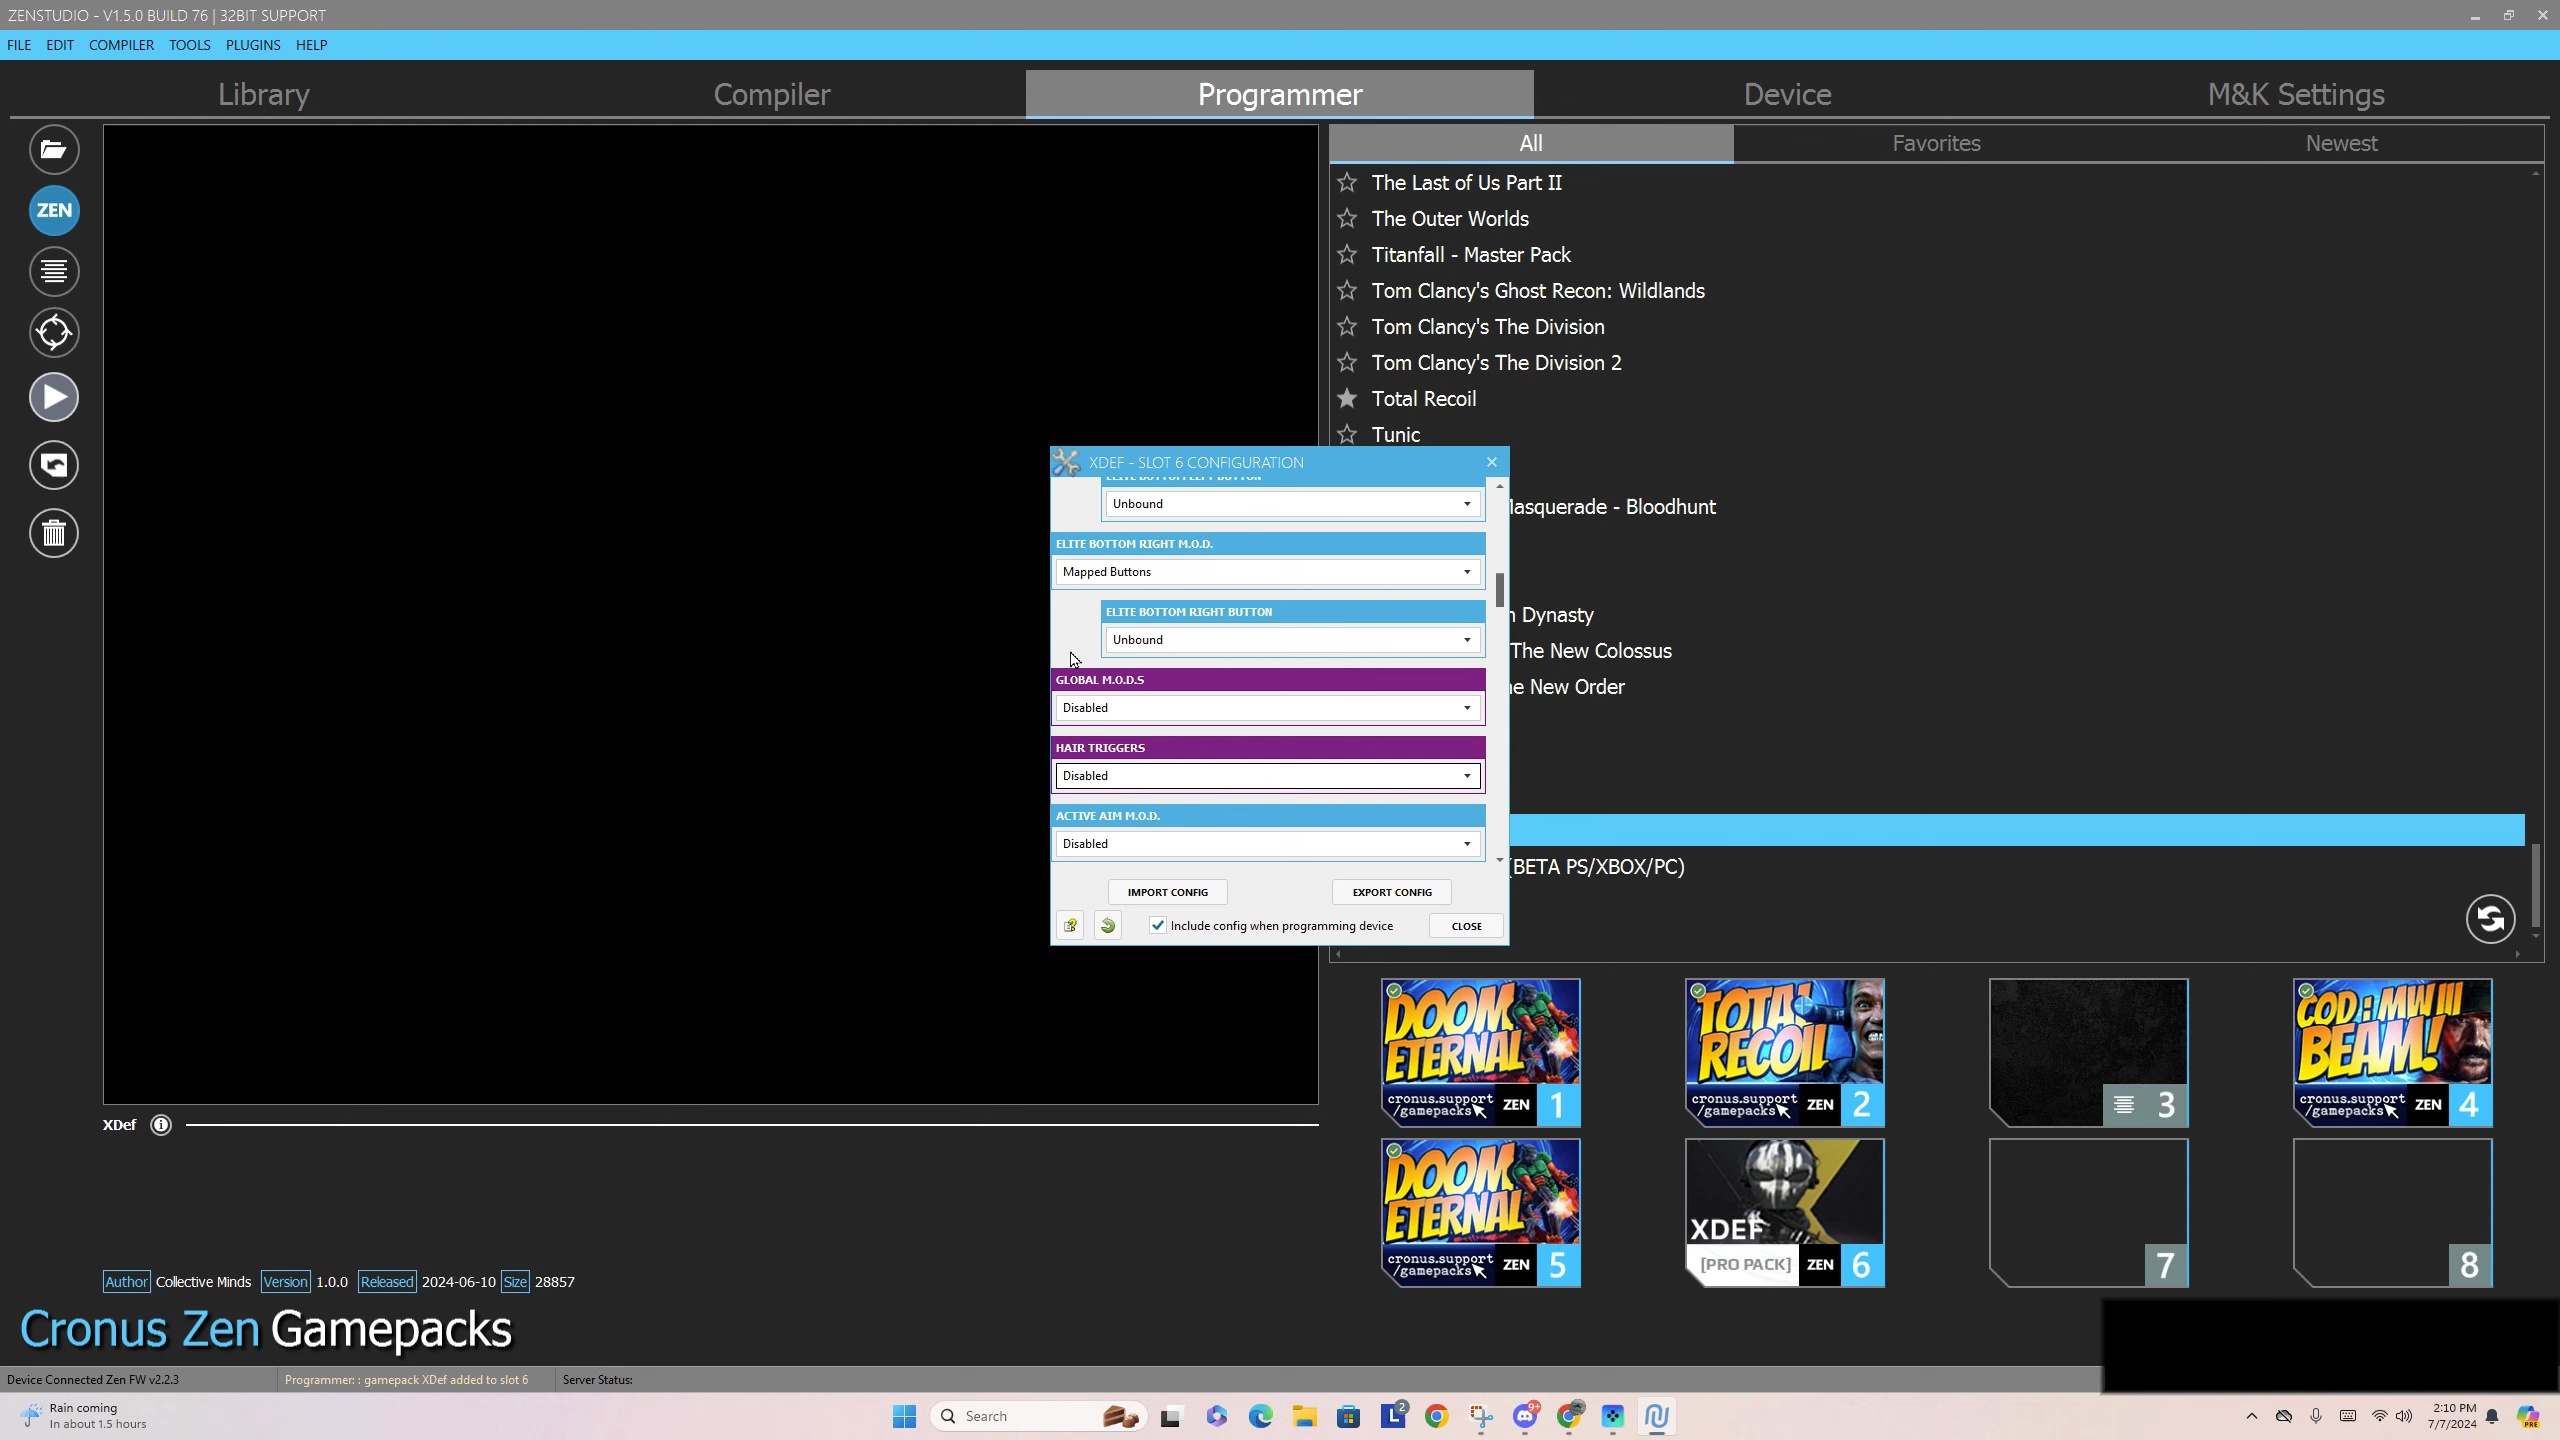 ZENSTUDIO - V1.5.0 BUILD 76 | 32BIT SUPPORT
FILE EDIT COMPILER TOOLS PLUGINS HELP
Library Compiler Programmer Device M&K Settings
All Favorites Newest
ZEN
The Last of Us Part II
The Outer Worlds
Titanfall - Master Pack
Tom Clancy's Ghost Recon: Wildlands
Tom Clancy's The Division
Tom Clancy's The Division 2
Total Recoil
Tunic
Masquerade - Bloodhunt
Dynasty
The New Colossus
New Order
(BETA PS/XBOX/PC)
XDEF - SLOT 6 CONFIGURATION
ELITE BOTTOM LEFT BUTTON
Unbound
ELITE BOTTOM RIGHT M.O.D.
Mapped Buttons
ELITE BOTTOM RIGHT BUTTON
Unbound
GLOBAL M.O.D.S
Disabled
HAIR TRIGGERS
Disabled
ACTIVE AIM M.O.D.
Disabled
IMPORT CONFIG EXPORT CONFIG
Include config when programming device CLOSE
DOOM
ETERNAL
cronus.support
/gamepacks
ZEN 1
TOTAL
RECOIL
cronus.support
/gamepacks
ZEN 2
3
COD: MW III
BEAM!
cronus.support
/gamepacks
ZEN 4
DOOM
ETERNAL
cronus.support
/gamepacks
ZEN 5
XDEF
[PRO PACK] ZEN 6
7
8
XDef
Author Collective Minds Version 1.0.0 Released 2024-06-10 Size 28857
Cronus Zen Gamepacks
Device Connected Zen FW v2.2.3 Programmer: : gamepack XDef added to slot 6 Server Status:
Rain coming
In about 1.5 hours
Search
L 2
9+
2:10 PM
7/7/2024
PRE